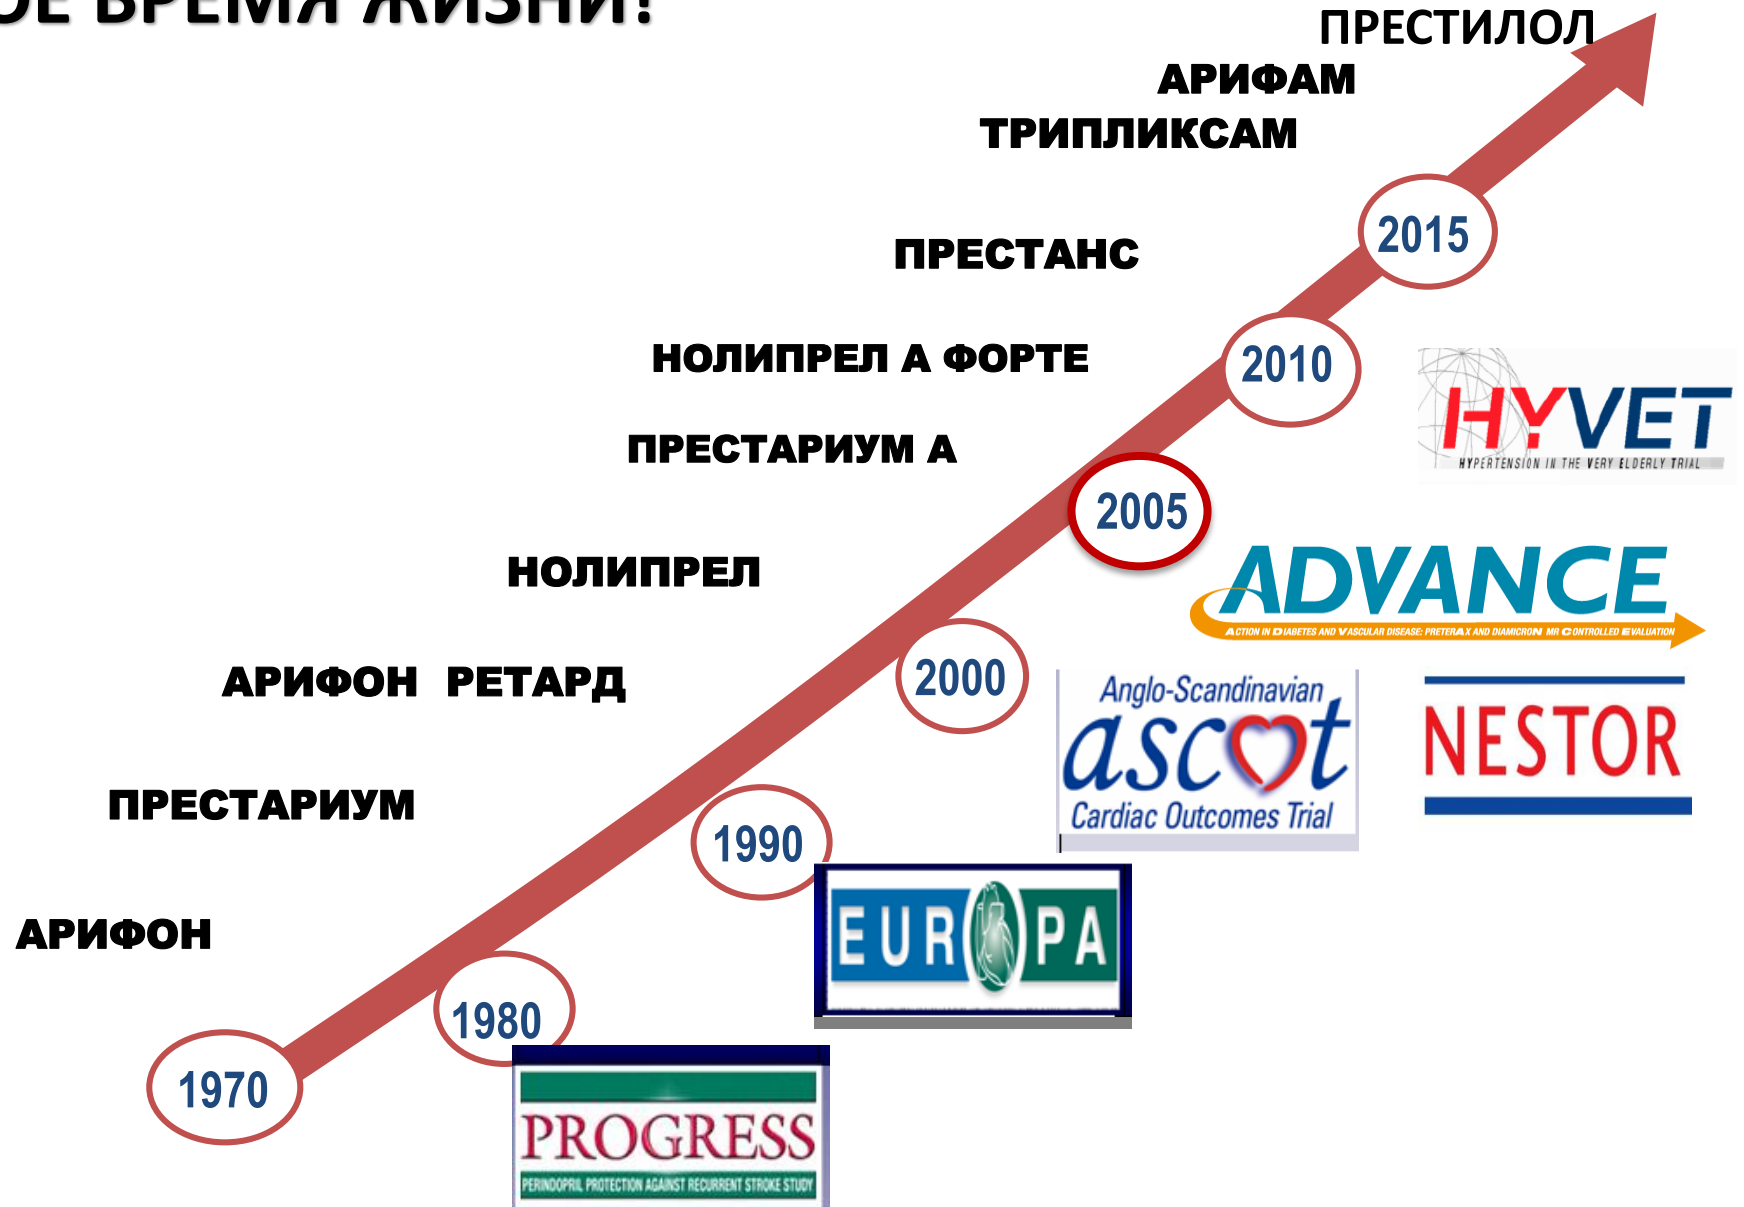 ВРЕМЯ ЖИЗНИ!
ПРЕСТИЛОЛ
АРИФАМ
ТРИПЛИКСАМ
2015
ПРЕСТАНС
НОЛИПРЕЛ А ФОРТЕ
2010
HYVET
HYPERTENSION IN THE VERY ELDERLY TRIAL
ПРЕСТАРИУМ А
2005
НОЛИПРЕЛ
ADVANCE
ACTION IN DIABETES AND VASCULAR DISEASE: PRETERAX AND DIAMICRON MR CONTROLLED EVALUATION
АРИФОН РЕТАРД
2000
Anglo-Scandinavian
ascot
Cardiac Outcomes Trial
NESTOR
ПРЕСТАРИУМ
1990
EUROPA
АРИФОН
1980
1970
PROGRESS
PERINDOPRIL PROTECTION AGAINST RECURRENT STROKE STUDY